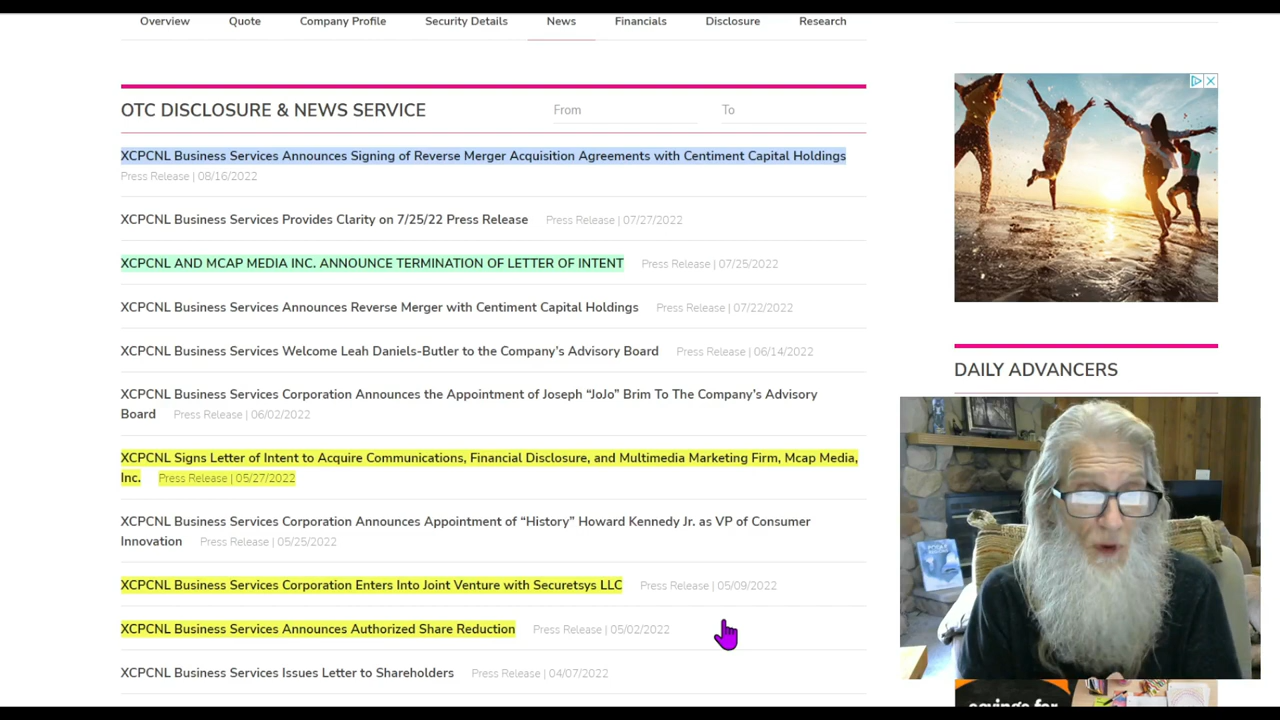 Overview Quote Company Profile Security Details News Financials Disclosure Research
OTC DISCLOSURE & NEWS SERVICE From To
XCPCNL Business Services Announces Signing of Reverse Merger Acquisition Agreements with Centiment Capital Holdings
Press Release | 08/16/2022
XCPCNL Business Services Provides Clarity on 7/25/22 Press Release Press Release | 07/27/2022
XCPCNL AND MCAP MEDIA INC. ANNOUNCE TERMINATION OF LETTER OF INTENT Press Release | 07/25/2022
XCPCNL Business Services Announces Reverse Merger with Centiment Capital Holdings Press Release | 07/22/2022
XCPCNL Business Services Welcome Leah Daniels-Butler to the Company’s Advisory Board Press Release | 06/14/2022
XCPCNL Business Services Corporation Announces the Appointment of Joseph “JoJo” Brim To The Company’s Advisory
Board Press Release | 06/02/2022
XCPCNL Signs Letter of Intent to Acquire Communications, Financial Disclosure, and Multimedia Marketing Firm, Mcap Media,
Inc. Press Release | 05/27/2022
XCPCNL Business Services Corporation Announces Appointment of “History” Howard Kennedy Jr. as VP of Consumer
Innovation Press Release | 05/25/2022
XCPCNL Business Services Corporation Enters Into Joint Venture with Securetsys LLC Press Release | 05/09/2022
XCPCNL Business Services Announces Authorized Share Reduction Press Release | 05/02/2022
XCPCNL Business Services Issues Letter to Shareholders Press Release | 04/07/2022
DAILY ADVANCERS
savings for